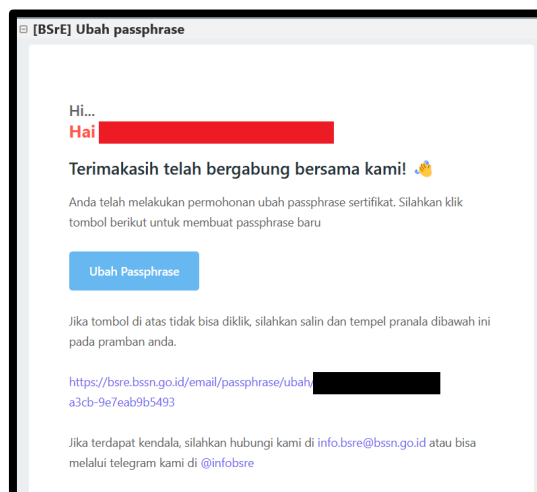 [BSrE] Ubah passphrase
Hi...
Hai
Terimakasih telah bergabung bersama kami! 👋
Anda telah melakukan permohonan ubah passphrase sertifikat. Silahkan klik
tombol berikut untuk membuat passphrase baru
Ubah Passphrase
Jika tombol di atas tidak bisa diklik, silahkan salin dan tempel pranala dibawah ini
pada pramban anda.
https://bsre.bssn.go.id/email/passphrase/ubah/
a3cb-9e7eab9b5493
Jika terdapat kendala, silahkan hubungi kami di info.bsre@bssn.go.id atau bisa
melalui telegram kami di @infobsre